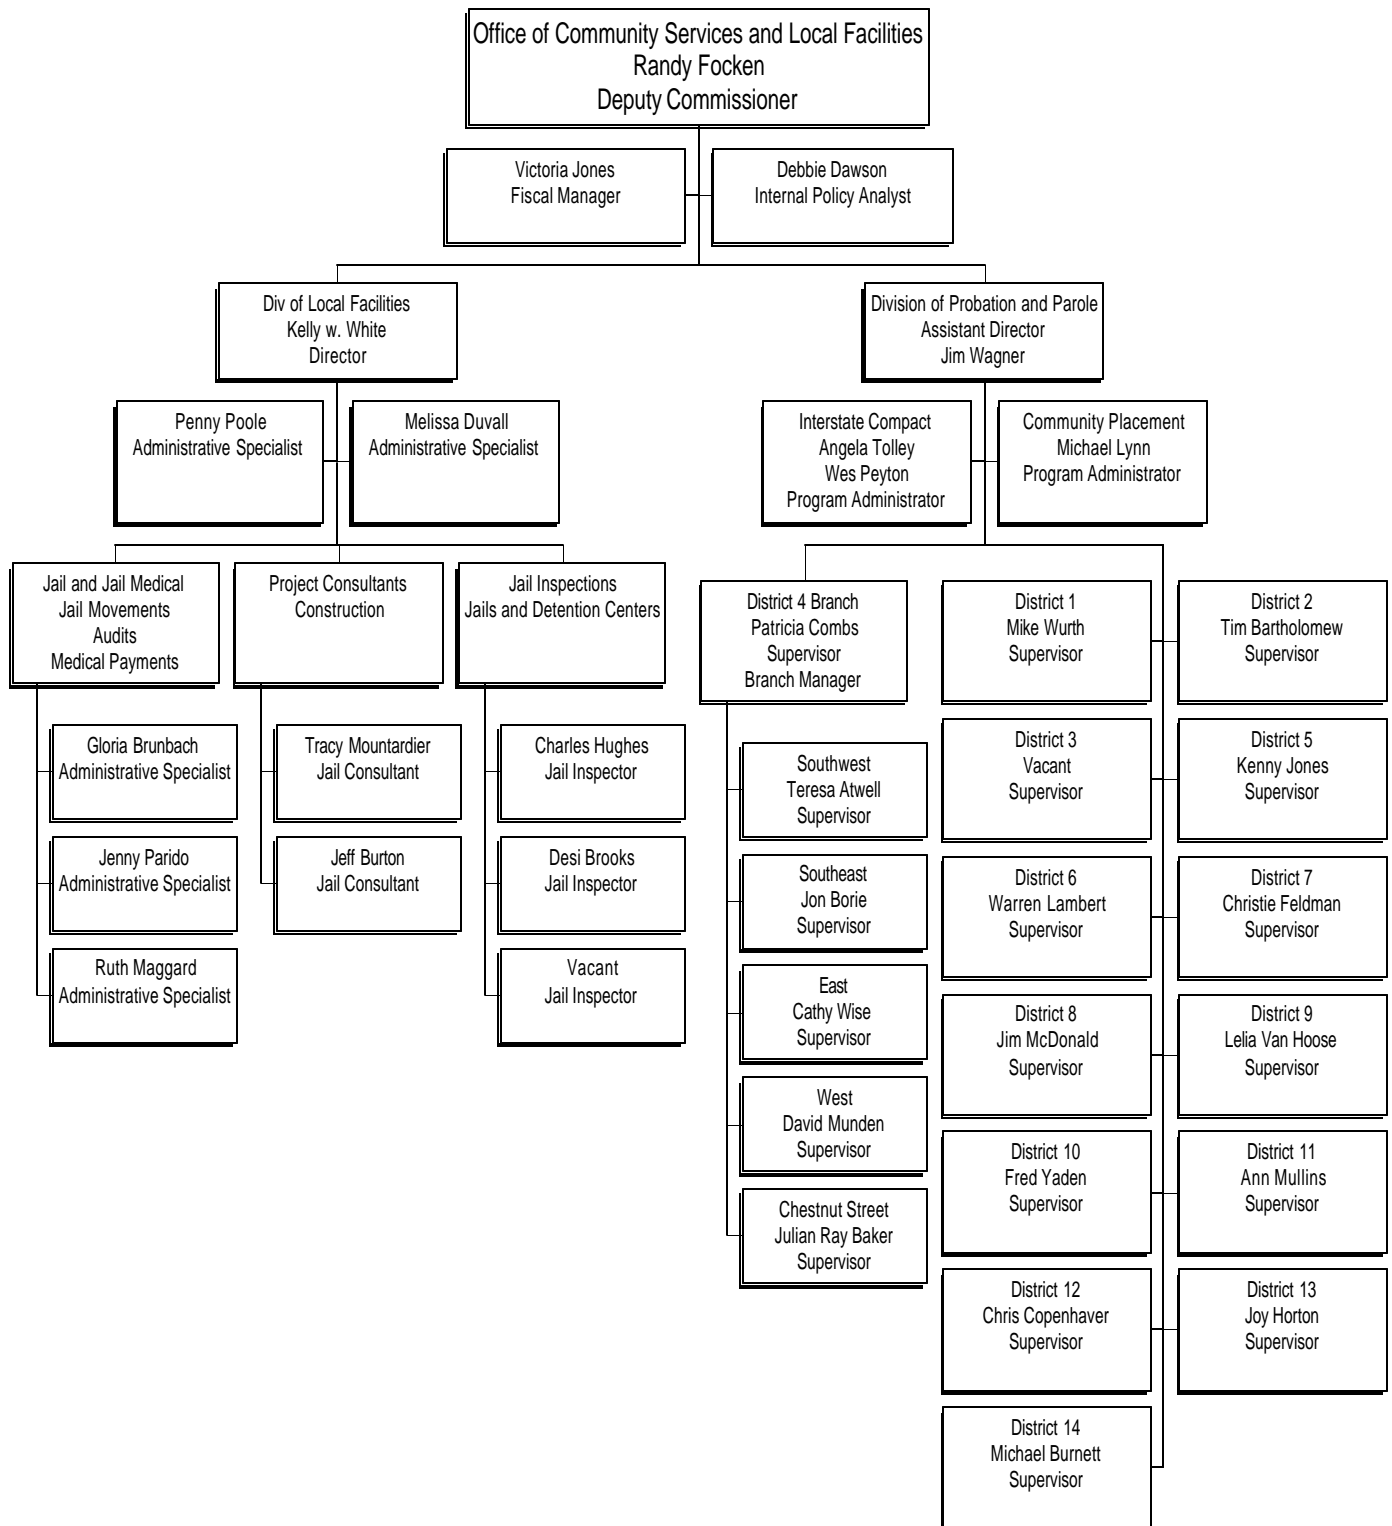 Office of Community Services and Local Facilities
Randy Focken
Deputy Commissioner
Victoria Jones
Fiscal Manager
Debbie Dawson
Internal Policy Analyst
Div of Local Facilities
Kelly w. White
Director
Division of Probation and Parole
Assistant Director
Jim Wagner
Penny Poole
Administrative Specialist
Melissa Duvall
Administrative Specialist
Interstate Compact
Angela Tolley
Wes Peyton
Program Administrator
Community Placement
Michael Lynn
Program Administrator
Jail and Jail Medical
Jail Movements
Audits
Medical Payments
Project Consultants
Construction
Jail Inspections
Jails and Detention Centers
Gloria Brunbach
Administrative Specialist
Jenny Parido
Administrative Specialist
Ruth Maggard
Administrative Specialist
Tracy Mountardier
Jail Consultant
Jeff Burton
Jail Consultant
Charles Hughes
Jail Inspector
Desi Brooks
Jail Inspector
Vacant
Jail Inspector
District 4 Branch
Patricia Combs
Supervisor
Branch Manager
Southwest
Teresa Atwell
Supervisor
Southeast
Jon Borie
Supervisor
East
Cathy Wise
Supervisor
West
David Munden
Supervisor
Chestnut Street
Julian Ray Baker
Supervisor
District 1
Mike Wurth
Supervisor
District 2
Tim Bartholomew
Supervisor
District 3
Vacant
Supervisor
District 5
Kenny Jones
Supervisor
District 6
Warren Lambert
Supervisor
District 7
Christie Feldman
Supervisor
District 8
Jim McDonald
Supervisor
District 9
Lelia Van Hoose
Supervisor
District 10
Fred Yaden
Supervisor
District 11
Ann Mullins
Supervisor
District 12
Chris Copenhaver
Supervisor
District 13
Joy Horton
Supervisor
District 14
Michael Burnett
Supervisor